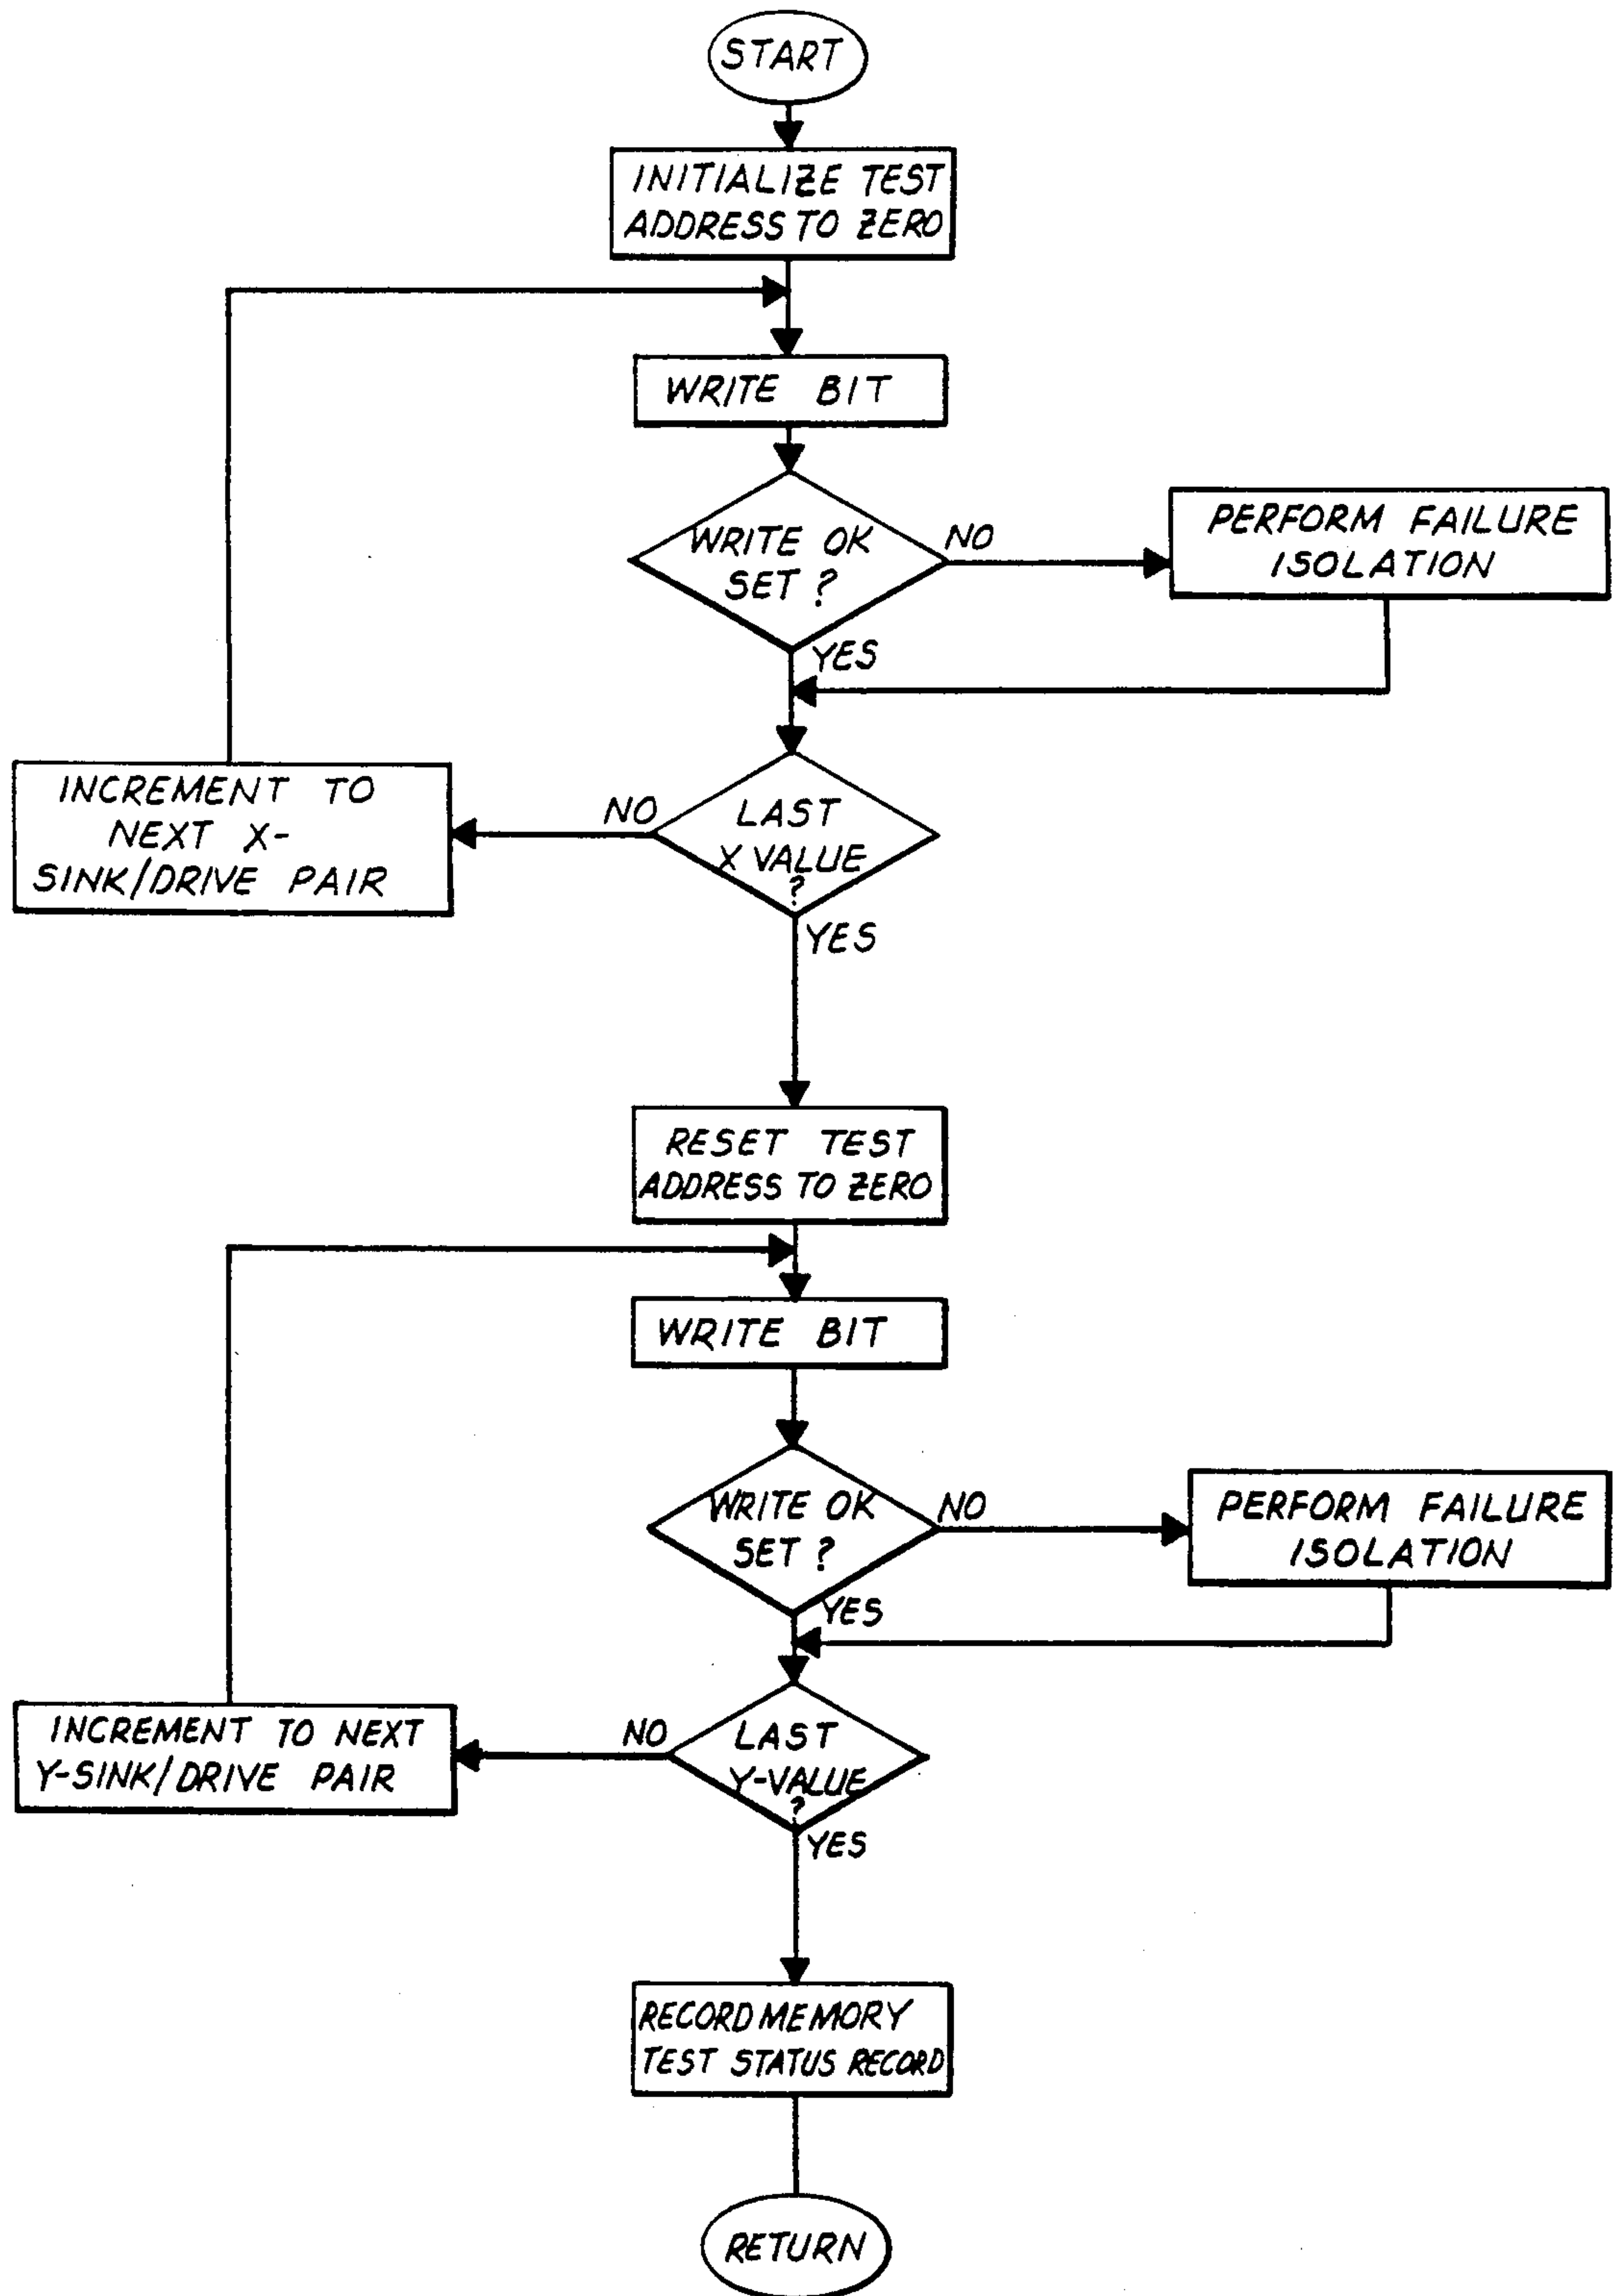 START
INITIALIZE TEST
ADDRESS TO ZERO
WRITE BIT
WRITE OK
SET ?
NO
PERFORM FAILURE
ISOLATION
YES
INCREMENT TO
NEXT X-
SINK/DRIVE PAIR
NO
LAST
X VALUE
?
YES
RESET TEST
ADDRESS TO ZERO
WRITE BIT
WRITE OK
SET ?
NO
PERFORM FAILURE
ISOLATION
YES
INCREMENT TO NEXT
Y-SINK/DRIVE PAIR
NO
LAST
Y-VALUE
?
YES
RECORD MEMORY
TEST STATUS RECORD
RETURN